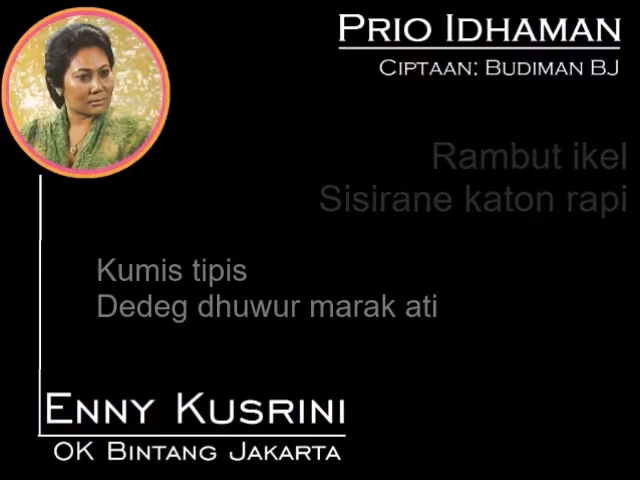 PRIO IDHAMAN
CIPTAAN: BUDIMAN BJ
Rambut ikel
Sisirane katon rapi
Kumis tipis
Dedeg dhuwur marak ati
ENNY KUSRINI
OK BINTANG JAKARTA